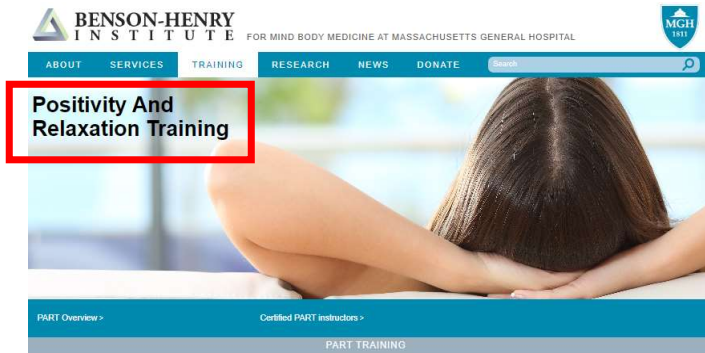 BENSON-HENRY
INSTITUTE FOR MIND BODY MEDICINE AT MASSACHUSETTS GENERAL HOSPITAL
MGH
1811
ABOUT SERVICES TRAINING RESEARCH NEWS DONATE Search
Positivity And
Relaxation Training
PART Overview > Certified PART instructors >
PART TRAINING